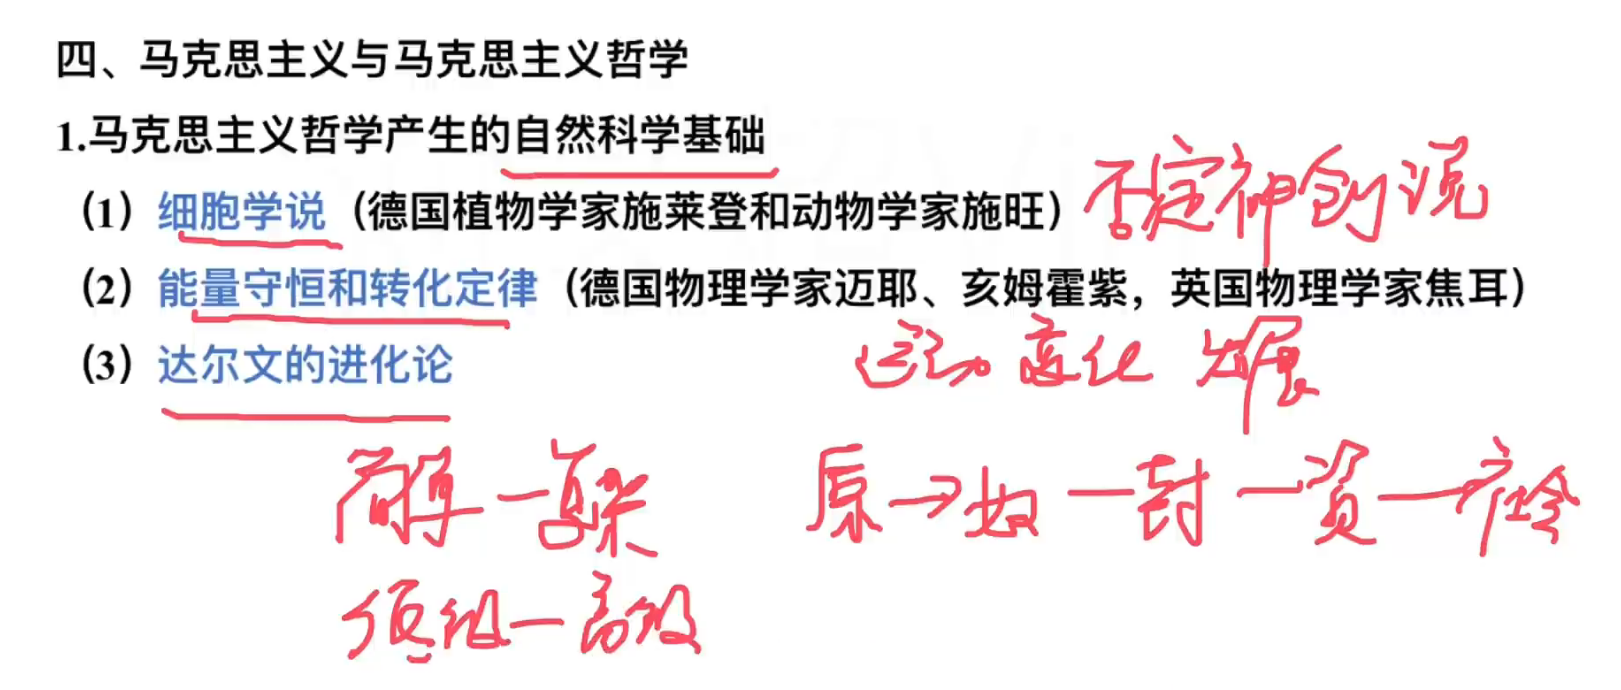 四、马克思主义与马克思主义哲学
1.马克思主义哲学产生的自然科学基础
（1）细胞学说（德国植物学家施莱登和动物学家施旺）否定神创说
（2）能量守恒和转化定律（德国物理学家迈耶、亥姆霍紫，英国物理学家焦耳）
（3）达尔文的进化论
运动 变化 发展
简单—复杂
原→奴—封—资—社会
低级—高级